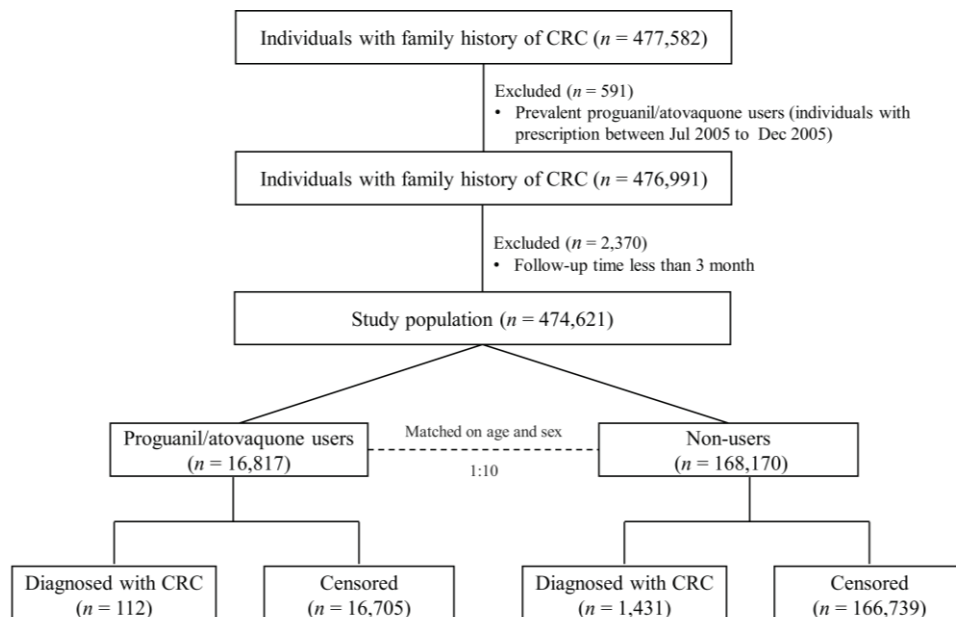 Individuals with family history of CRC (n = 477,582)
Excluded (n = 591)
• Prevalent proguanil/atovaquone users (individuals with
prescription between Jul 2005 to Dec 2005)
Individuals with family history of CRC (n = 476,991)
Excluded (n = 2,370)
• Follow-up time less than 3 month
Study population (n = 474,621)
Proguanil/atovaquone users
(n = 16,817)
Matched on age and sex
1:10
Non-users
(n = 168,170)
Diagnosed with CRC
(n = 112)
Censored
(n = 16,705)
Diagnosed with CRC
(n = 1,431)
Censored
(n = 166,739)